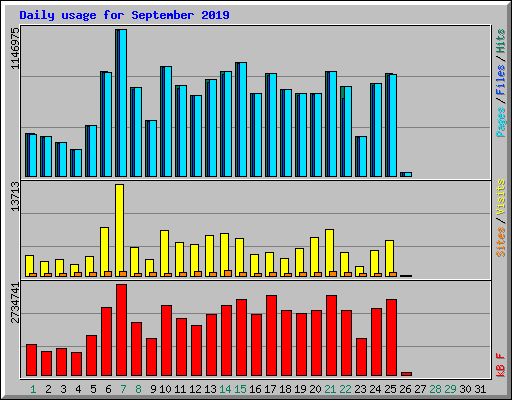 Daily usage for September 2019
1146975
Pages / Files / Hits
13713
Sites / Visits
2734741
kB F
1 2 3 4 5 6 7 8 9 10 11 12 13 14 15 16 17 18 19 20 21 22 23 24 25 26 27 28 29 30 31